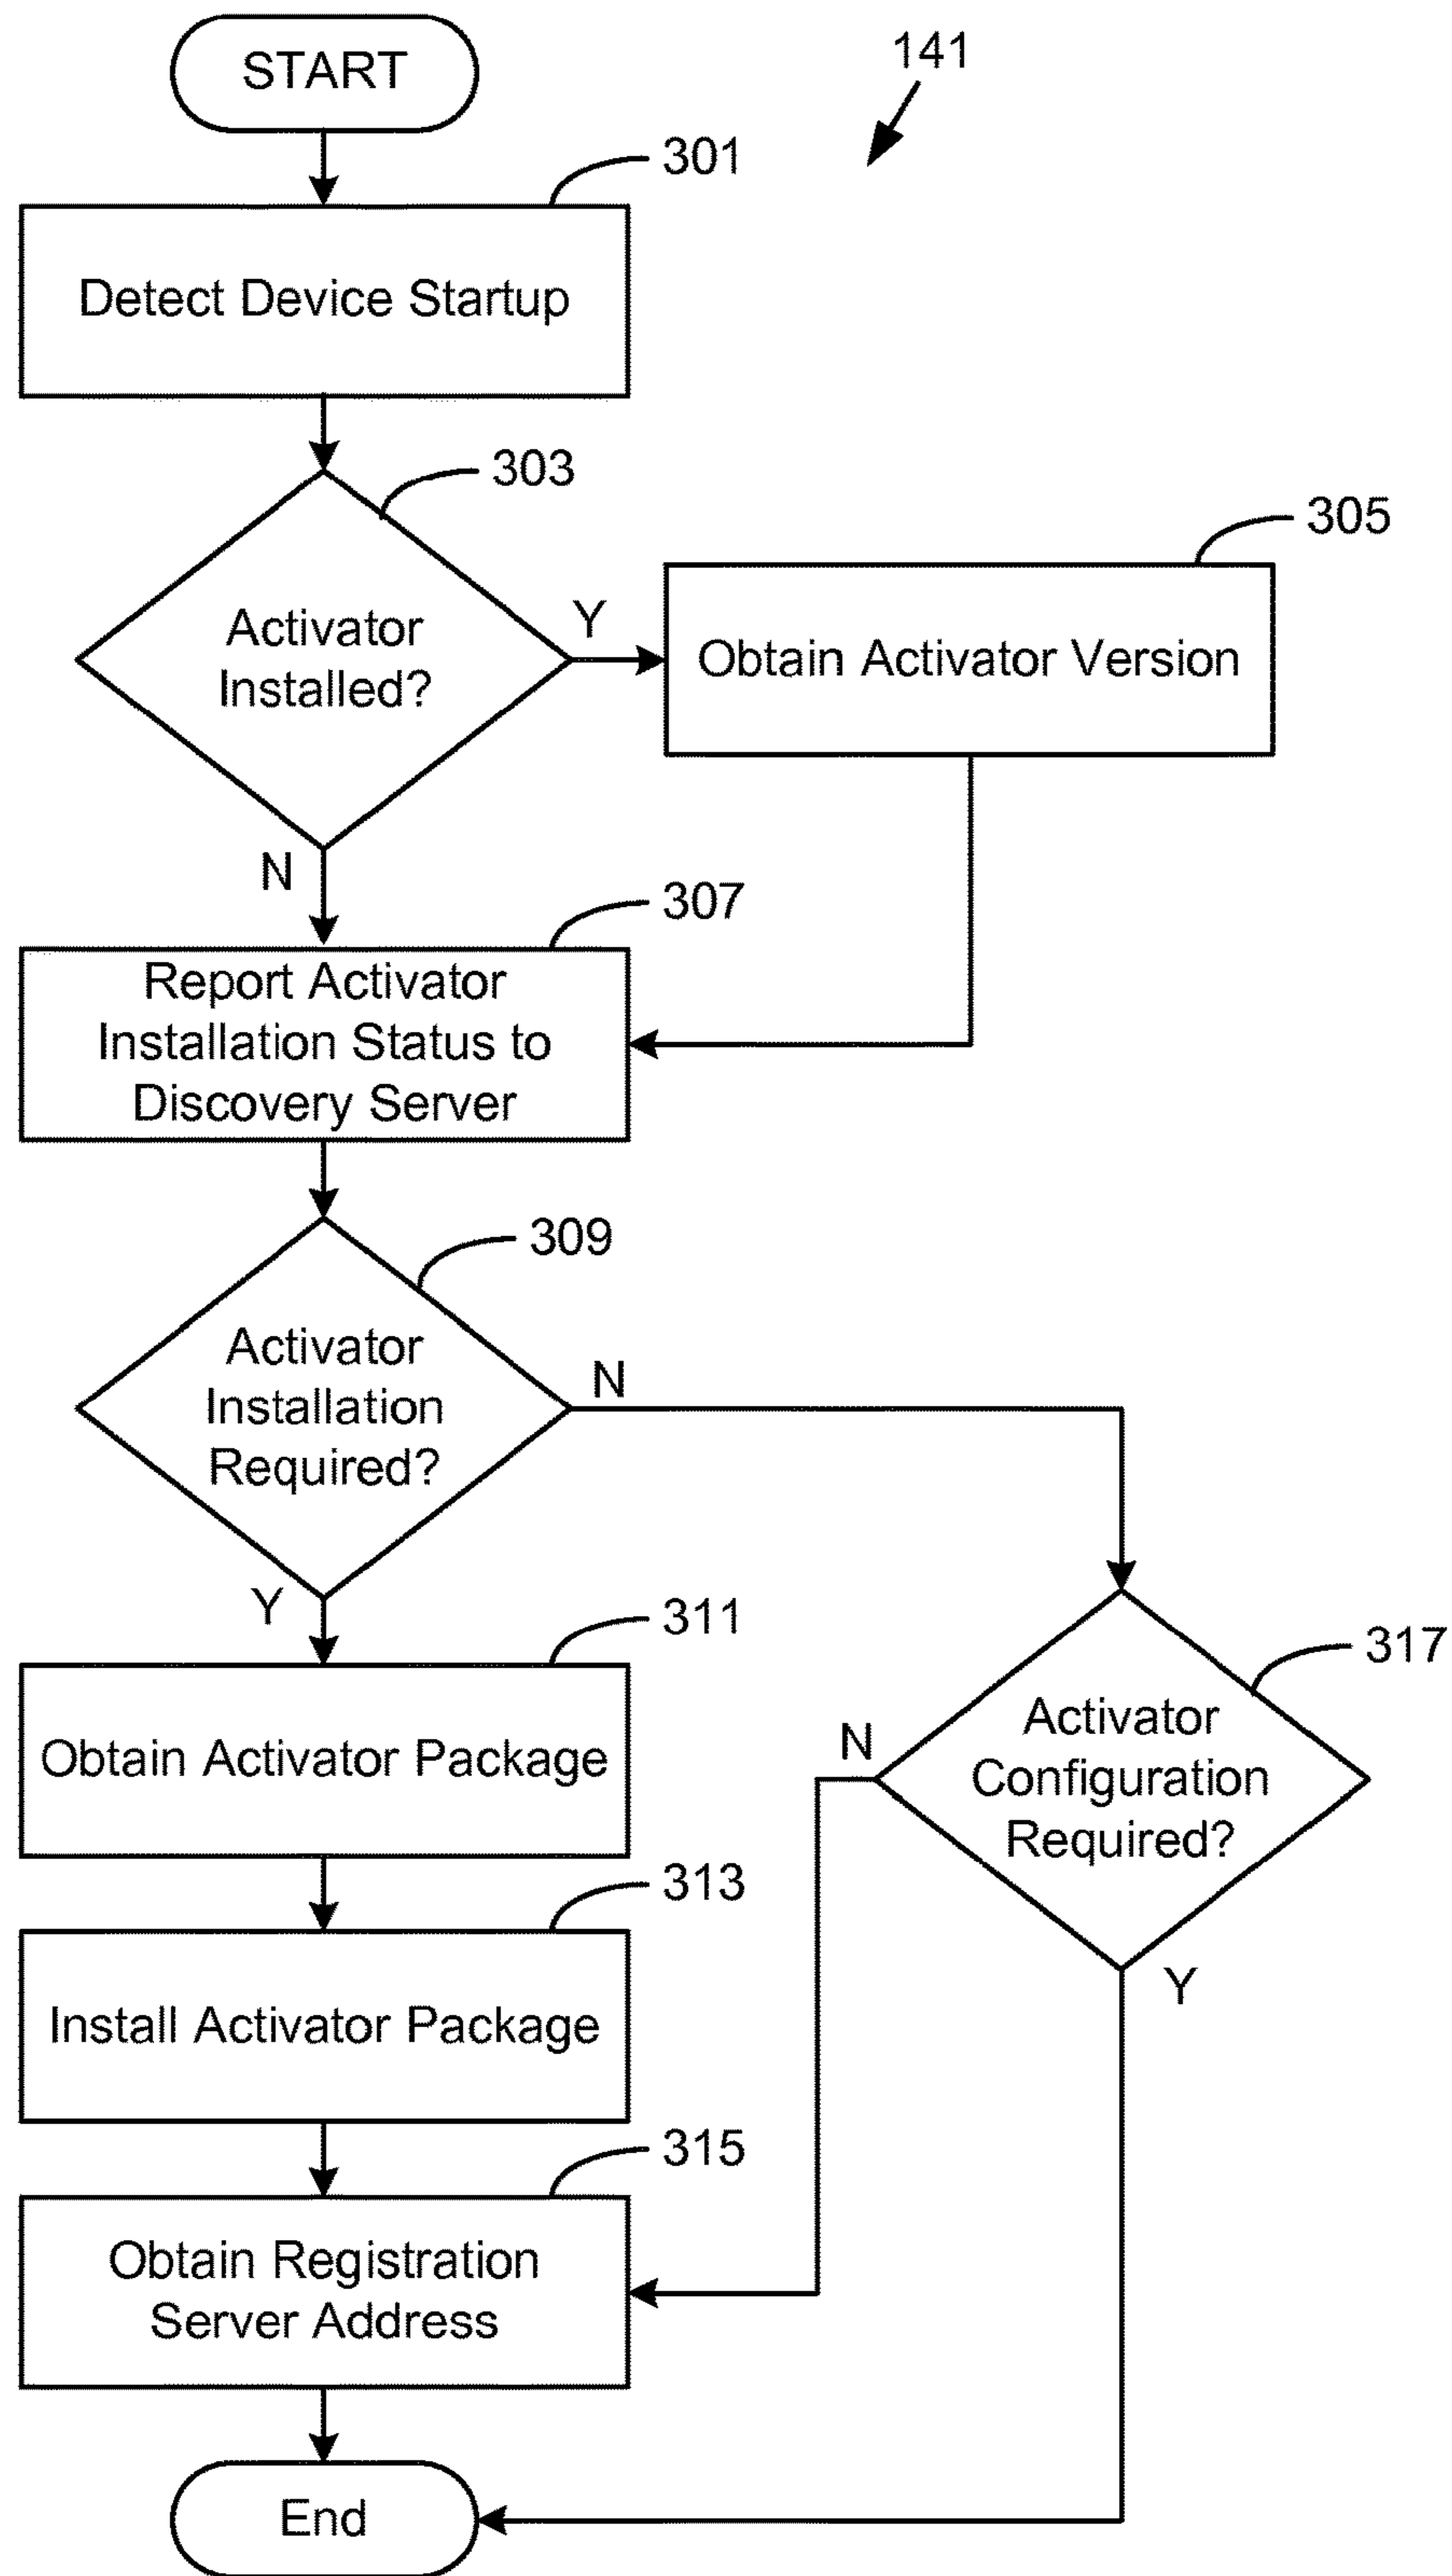 START
141
301
Detect Device Startup
303
305
Activator
Installed?
Y
Obtain Activator Version
N
307
Report Activator
Installation Status to
Discovery Server
309
Activator
Installation
Required?
N
Y
311
Obtain Activator Package
317
Activator
Configuration
Required?
N
Y
313
Install Activator Package
315
Obtain Registration
Server Address
End